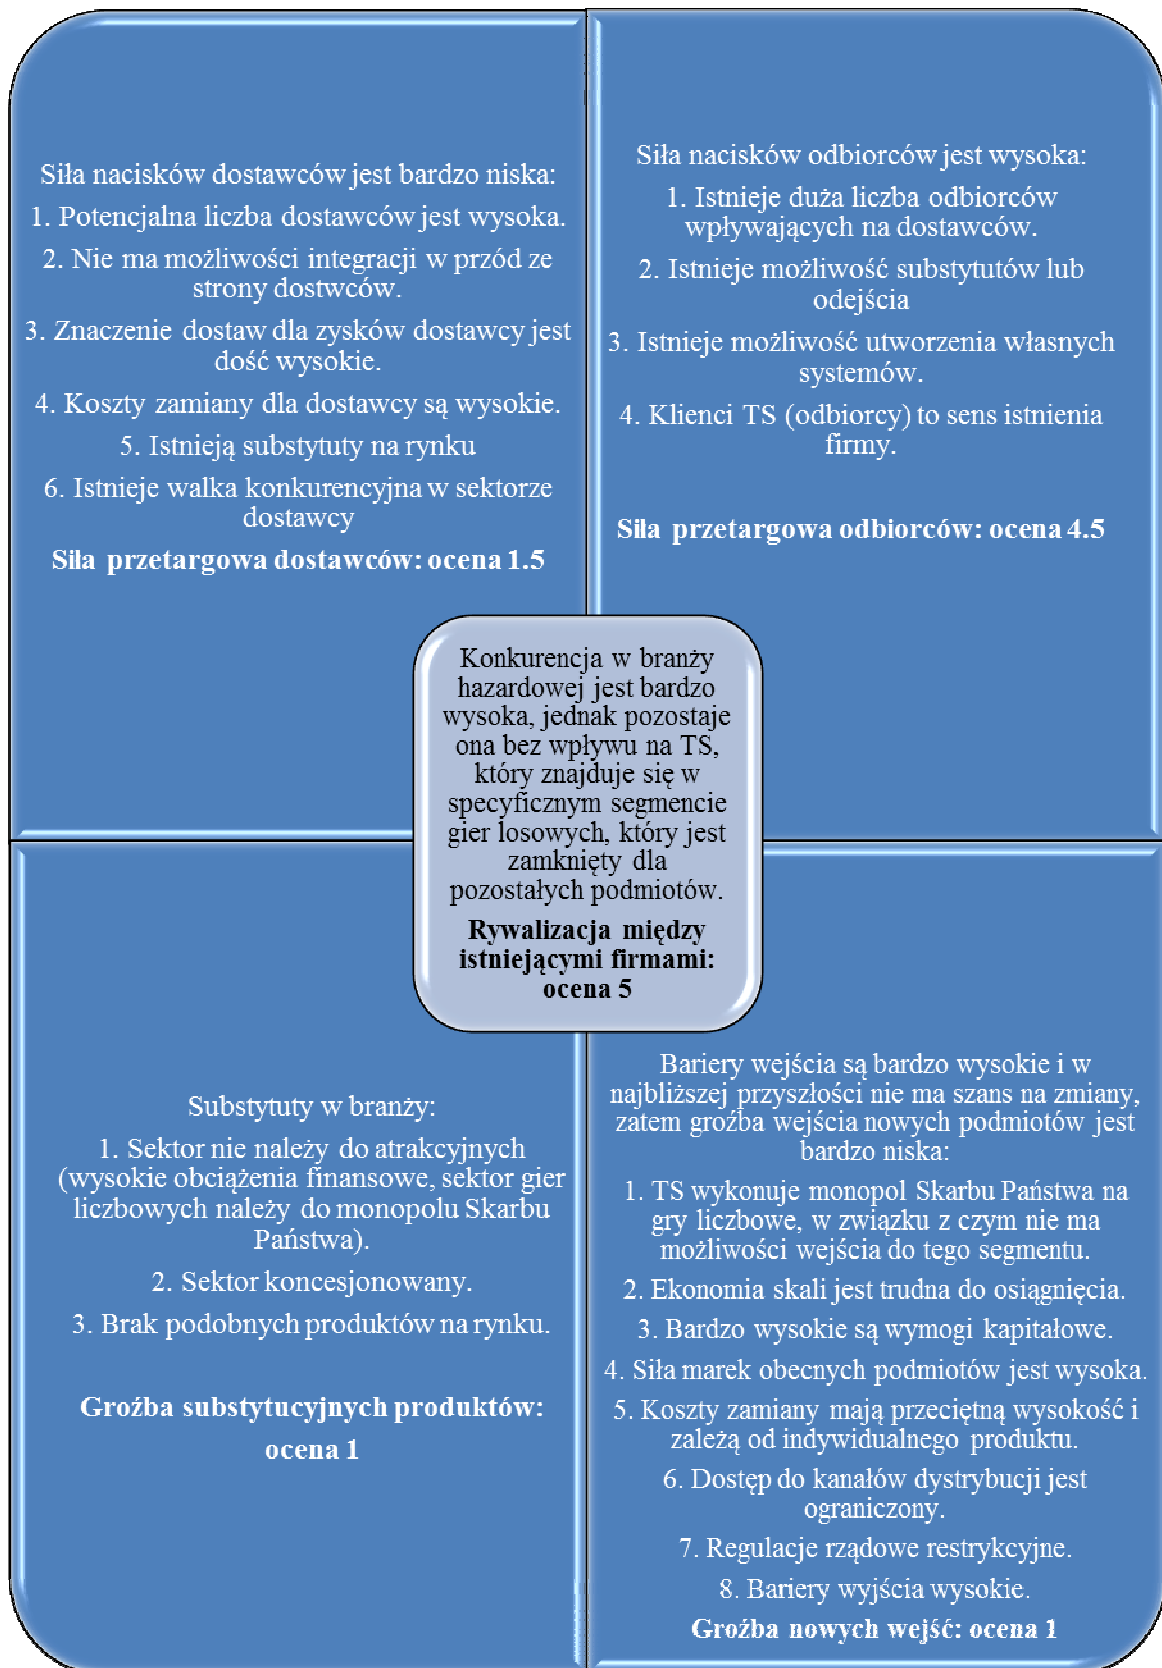 Siła nacisków dostawców jest bardzo niska:
1. Potencjalna liczba dostawców jest wysoka.
2. Nie ma możliwości integracji w przód ze
strony dostwców.
3. Znaczenie dostaw dla zysków dostawcy jest
dość wysokie.
4. Koszty zamiany dla dostawcy są wysokie.
5. Istnieją substytuty na rynku
6. Istnieje walka konkurencyjna w sektorze
dostawcy
Siła przetargowa dostawców: ocena 1.5
Siła nacisków odbiorców jest wysoka:
1. Istnieje duża liczba odbiorców
wpływających na dostawców.
2. Istnieje możliwość substytutów lub
odejścia
3. Istnieje możliwość utworzenia własnych
systemów.
4. Klienci TS (odbiorcy) to sens istnienia
firmy.
Siła przetargowa odbiorców: ocena 4.5
Konkurencja w branży
hazardowej jest bardzo
wysoka, jednak pozostaje
ona bez wpływu na TS,
który znajduje się w
specyficznym segmencie
gier losowych, który jest
zamknięty dla
pozostałych podmiotów.
Rywalizacja między
istniejącymi firmami:
ocena 5
Substytuty w branży:
1. Sektor nie należy do atrakcyjnych
(wysokie obciążenia finansowe, sektor gier
liczbowych należy do monopolu Skarbu
Państwa).
2. Sektor koncesjonowany.
3. Brak podobnych produktów na rynku.
Groźba substytucyjnych produktów:
ocena 1
Bariery wejścia są bardzo wysokie i w
najbliższej przyszłości nie ma szans na zmiany,
zatem groźba wejścia nowych podmiotów jest
bardzo niska:
1. TS wykonuje monopol Skarbu Państwa na
gry liczbowe, w związku z czym nie ma
możliwości wejścia do tego segmentu.
2. Ekonomia skali jest trudna do osiągnięcia.
3. Bardzo wysokie są wymogi kapitałowe.
4. Siła marek obecnych podmiotów jest wysoka.
5. Koszty zamiany mają przeciętną wysokość i
zależą od indywidualnego produktu.
6. Dostęp do kanałów dystrybucji jest
ograniczony.
7. Regulacje rządowe restrykcyjne.
8. Bariery wyjścia wysokie.
Groźba nowych wejść: ocena 1